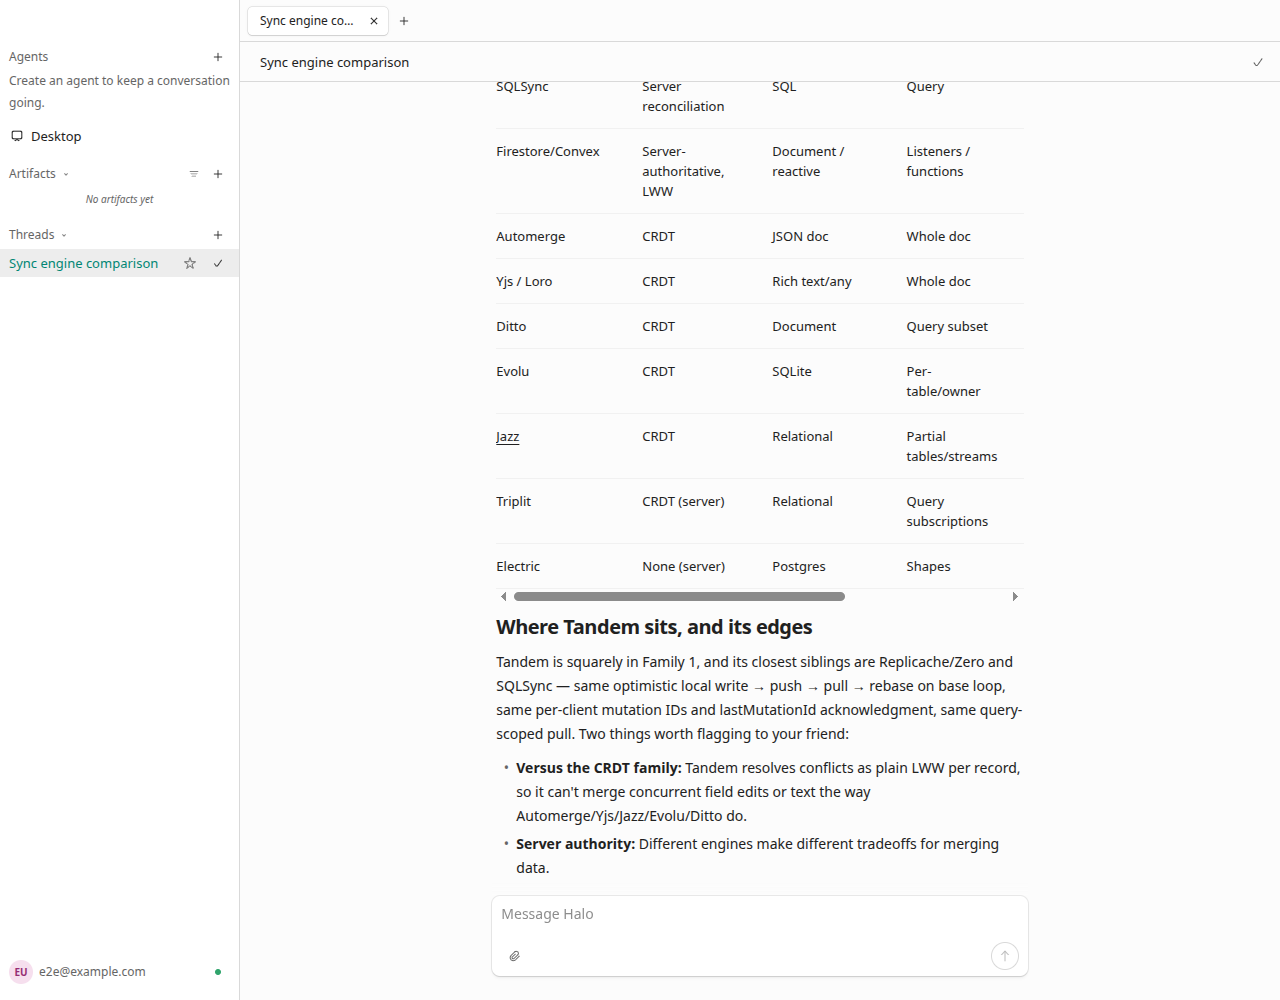 Sync engine co...
Agents
Create an agent to keep a conversation
going.
Desktop
Artifacts
No artifacts yet
Threads
Sync engine comparison
EU e2e@example.com
Sync engine comparison
SQLSync Server reconciliation SQL Query
Firestore/Convex Server-authoritative, LWW Document / reactive Listeners / functions
Automerge CRDT JSON doc Whole doc
Yjs / Loro CRDT Rich text/any Whole doc
Ditto CRDT Document Query subset
Evolu CRDT SQLite Per-table/owner
Jazz CRDT Relational Partial tables/streams
Triplit CRDT (server) Relational Query subscriptions
Electric None (server) Postgres Shapes
Where Tandem sits, and its edges
Tandem is squarely in Family 1, and its closest siblings are Replicache/Zero and
SQLSync — same optimistic local write → push → pull → rebase on base loop,
same per-client mutation IDs and lastMutationId acknowledgment, same query-
scoped pull. Two things worth flagging to your friend:
• Versus the CRDT family: Tandem resolves conflicts as plain LWW per record,
so it can't merge concurrent field edits or text the way
Automerge/Yjs/Jazz/Evolu/Ditto do.
• Server authority: Different engines make different tradeoffs for merging
data.
Message Halo